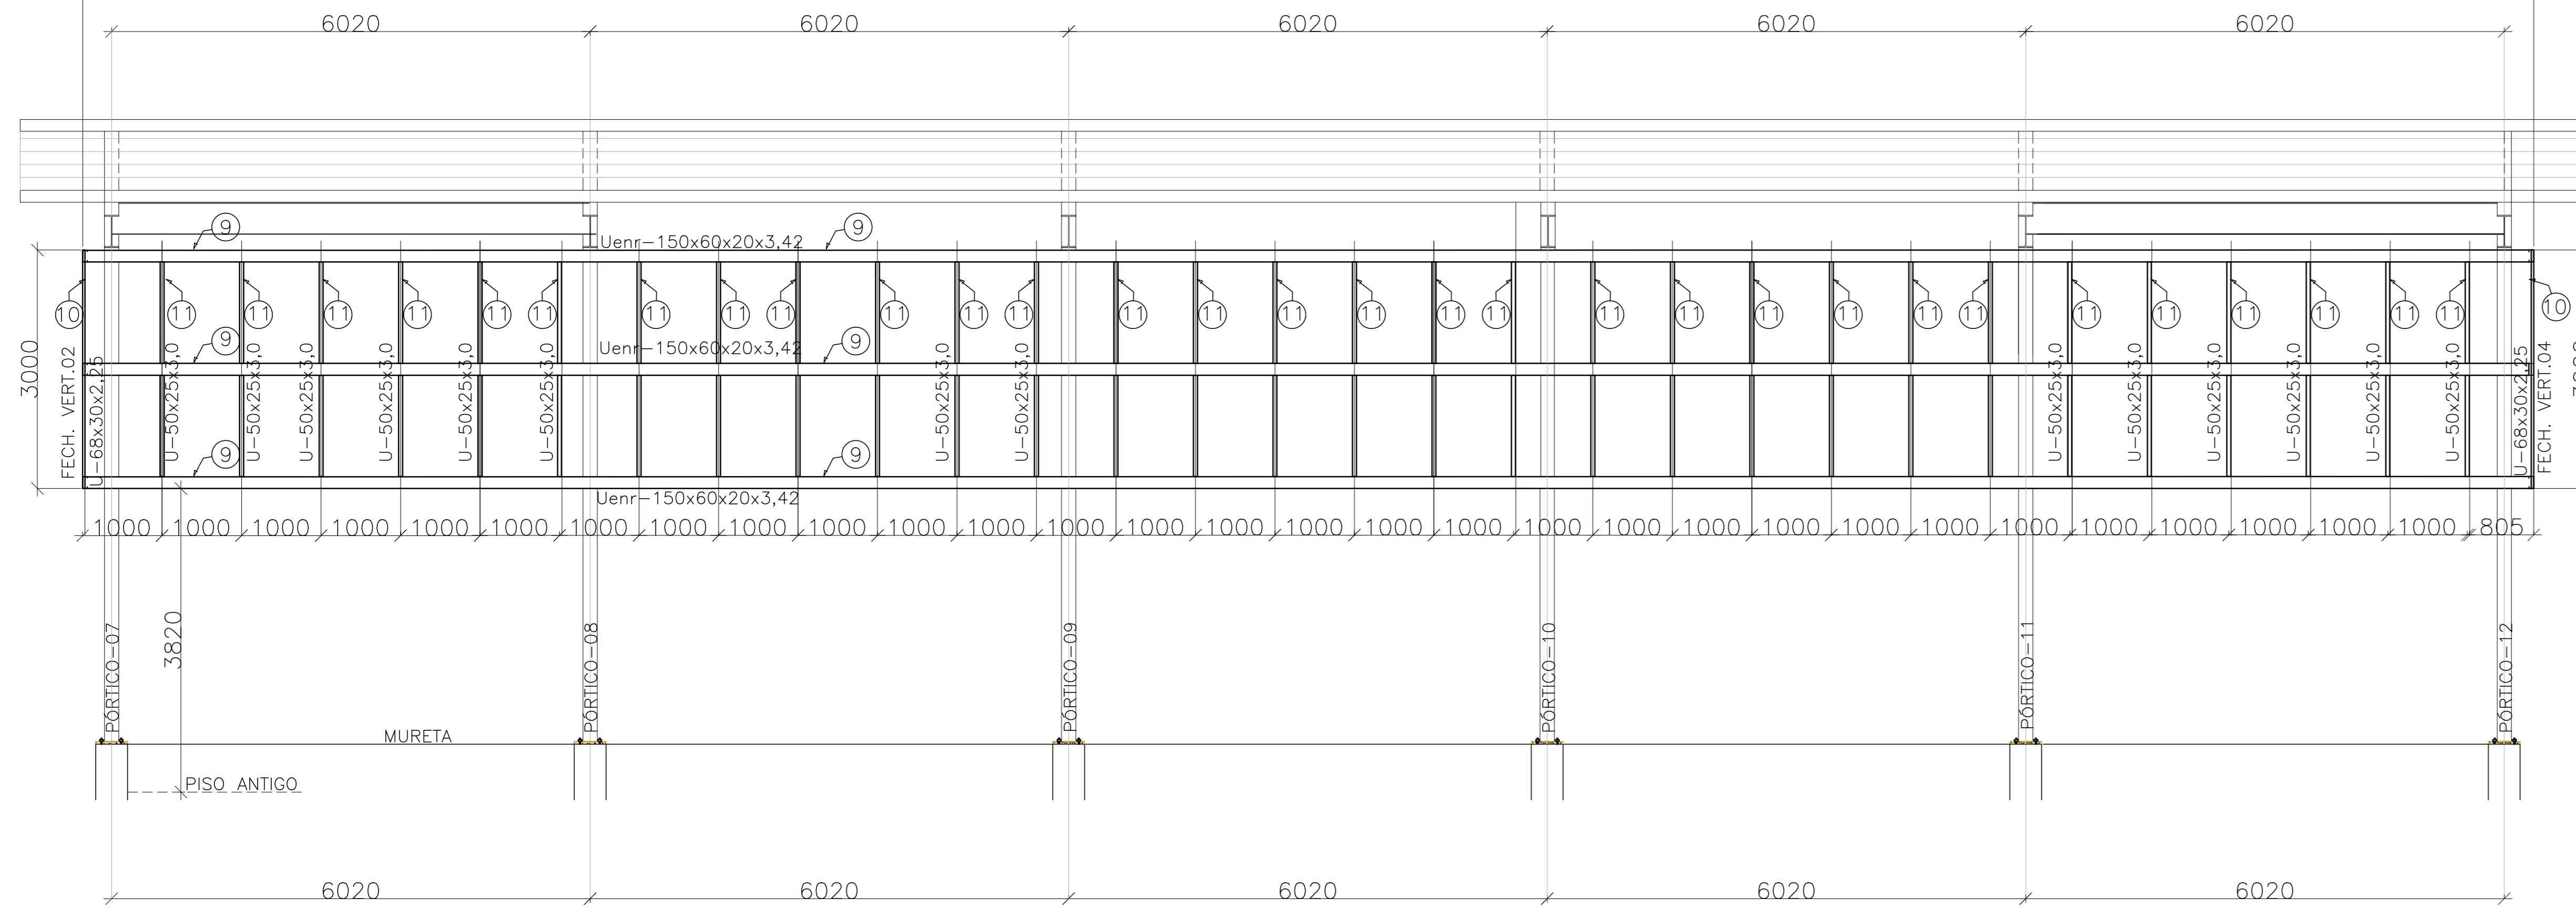 6020 6020 6020 6020 6020
9 9
Uenr-150x60x20x3,42
10 11 11 11 11 11 11 11 11 11 11 11 11 11 11 11 11 11 11 11 11 11 11 11 11 11 11 11 11 11 11 10
9 9
Uenr-150x60x20x3,42
3000
FECH. VERT.02
U-68x30x2,25
U-50x25x3,0
U-50x25x3,0
U-50x25x3,0
U-50x25x3,0
U-50x25x3,0
U-50x25x3,0
U-50x25x3,0
U-50x25x3,0
U-50x25x3,0
U-50x25x3,0
U-50x25x3,0
U-50x25x3,0
U-50x25x3,0
U-50x25x3,0
U-68x30x2,25
FECH. VERT.04
9 9
Uenr-150x60x20x3,42
1000 1000 1000 1000 1000 1000 1000 1000 1000 1000 1000 1000 1000 1000 1000 1000 1000 1000 1000 1000 1000 1000 1000 1000 1000 1000 1000 1000 1000 1000 805
3820
PÓRTICO-07
PÓRTICO-08
PÓRTICO-09
PÓRTICO-10
PÓRTICO-11
PÓRTICO-12
MURETA
PISO ANTIGO
6020 6020 6020 6020 6020